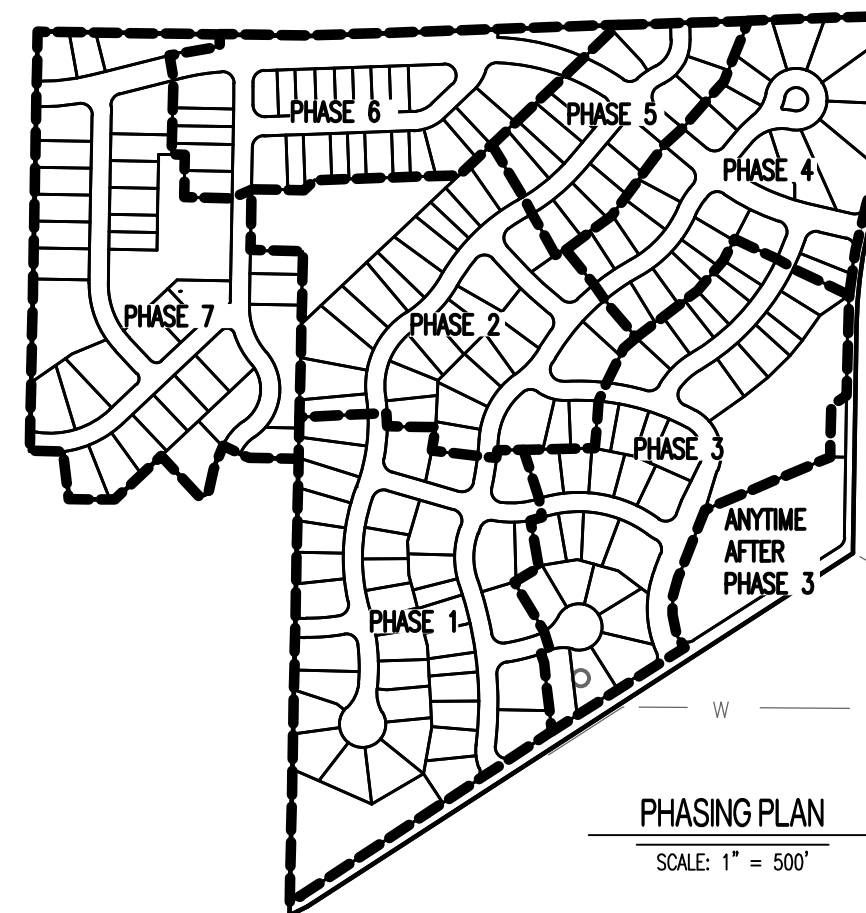 PHASE 6
PHASE 5
PHASE 4
PHASE 7
PHASE 2
PHASE 3
ANYTIME
AFTER
PHASE 3
PHASE 1
W
PHASING PLAN
SCALE: 1" = 500'